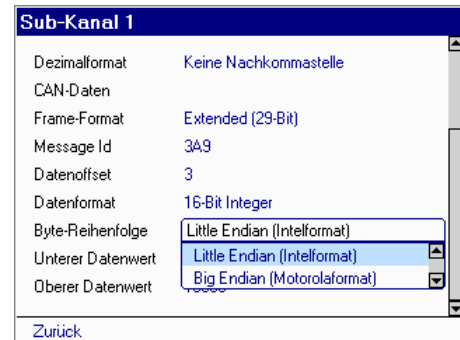 Sub-Kanal 1
Dezimalformat Keine Nachkommastelle
CAN-Daten
Frame-Format Extended (29-Bit)
Message Id 3A9
Datenoffset 3
Datenformat 16-Bit Integer
Byte-Reihenfolge Little Endian (Intelformat)
Unterer Datenwert Little Endian (Intelformat)
Oberer Datenwert Big Endian (Motorolaformat)
Zurück